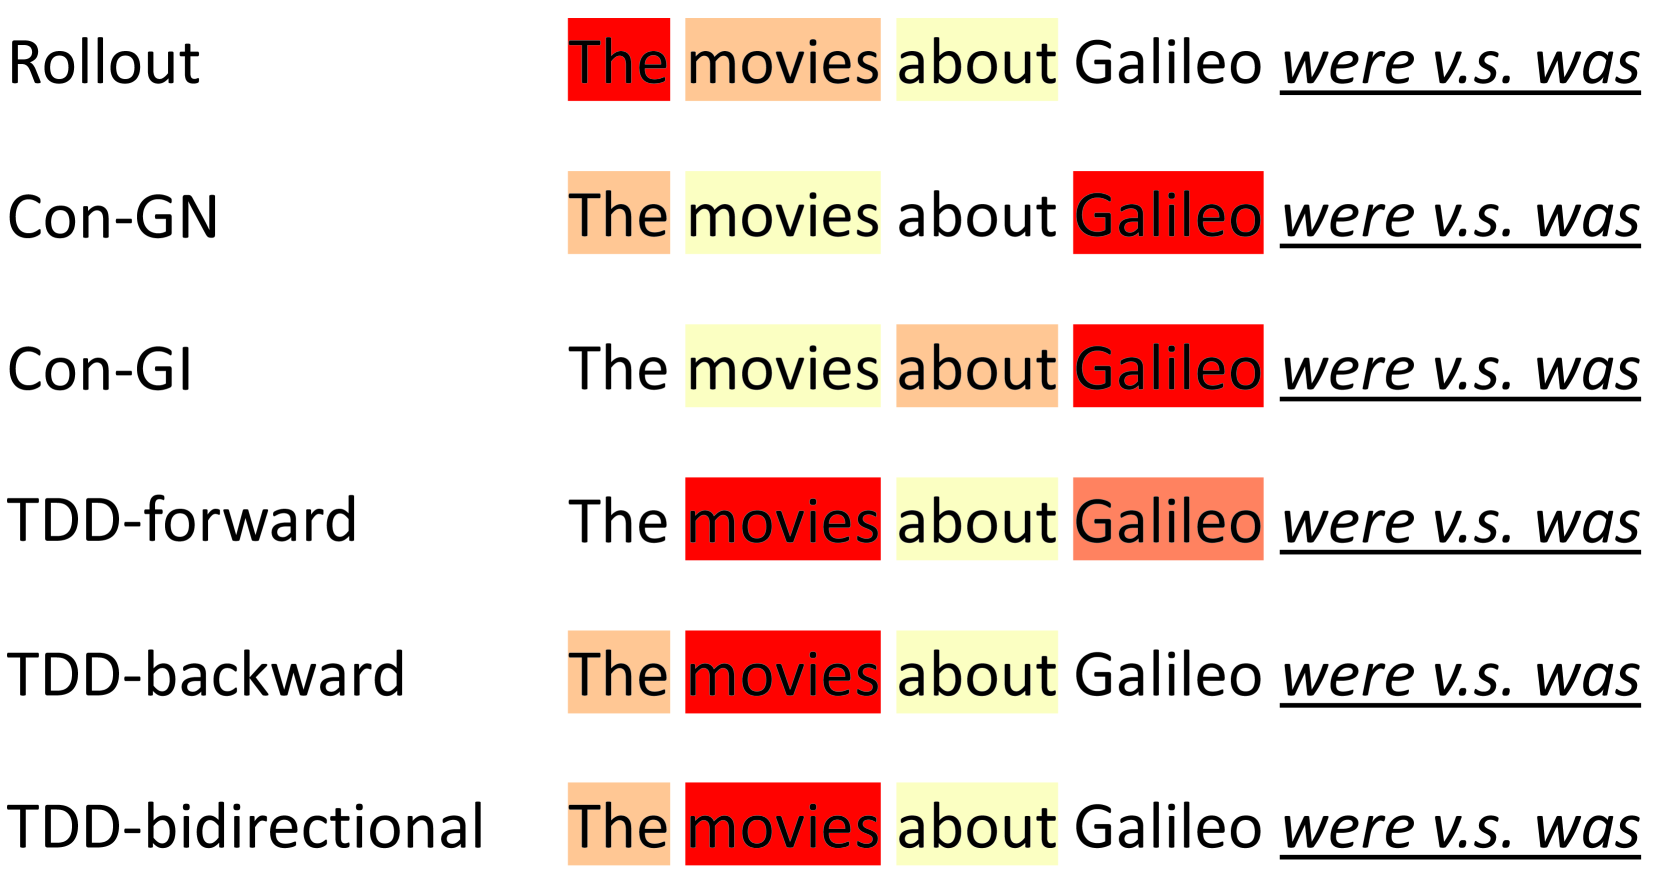 Rollout The movies about Galileo were v.s. was
Con-GN The movies about Galileo were v.s. was
Con-GI The movies about Galileo were v.s. was
TDD-forward The movies about Galileo were v.s. was
TDD-backward The movies about Galileo were v.s. was
TDD-bidirectional The movies about Galileo were v.s. was